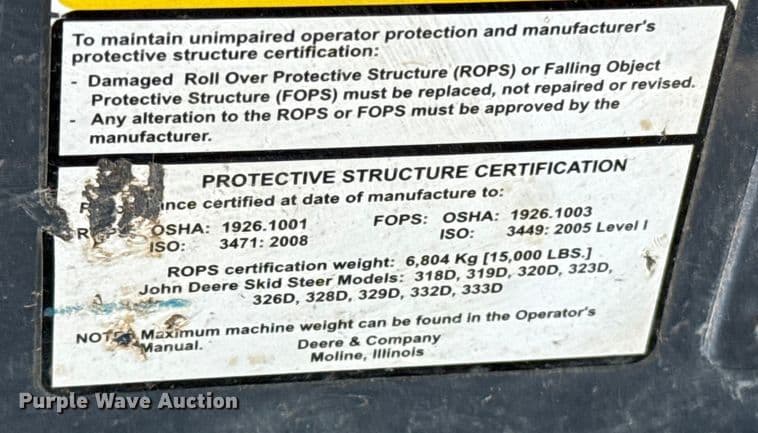 To maintain unimpaired operator protection and manufacturer's
protective structure certification:
- Damaged Roll Over Protective Structure (ROPS) or Falling Object
Protective Structure (FOPS) must be replaced, not repaired or revised.
- Any alteration to the ROPS or FOPS must be approved by the
manufacturer.
PROTECTIVE STRUCTURE CERTIFICATION
certified at date of manufacture to:
OSHA: 1926.1001 FOPS: OSHA: 1926.1003
ISO: 3471: 2008 ISO: 3449: 2005 Level I
ROPS certification weight: 6,804 Kg [15,000 LBS.]
John Deere Skid Steer Models: 318D, 319D, 320D, 323D,
326D, 328D, 329D, 332D, 333D
NOTE: Maximum machine weight can be found in the Operator's
Manual.
Deere & Company
Moline, Illinois
Purple Wave Auction